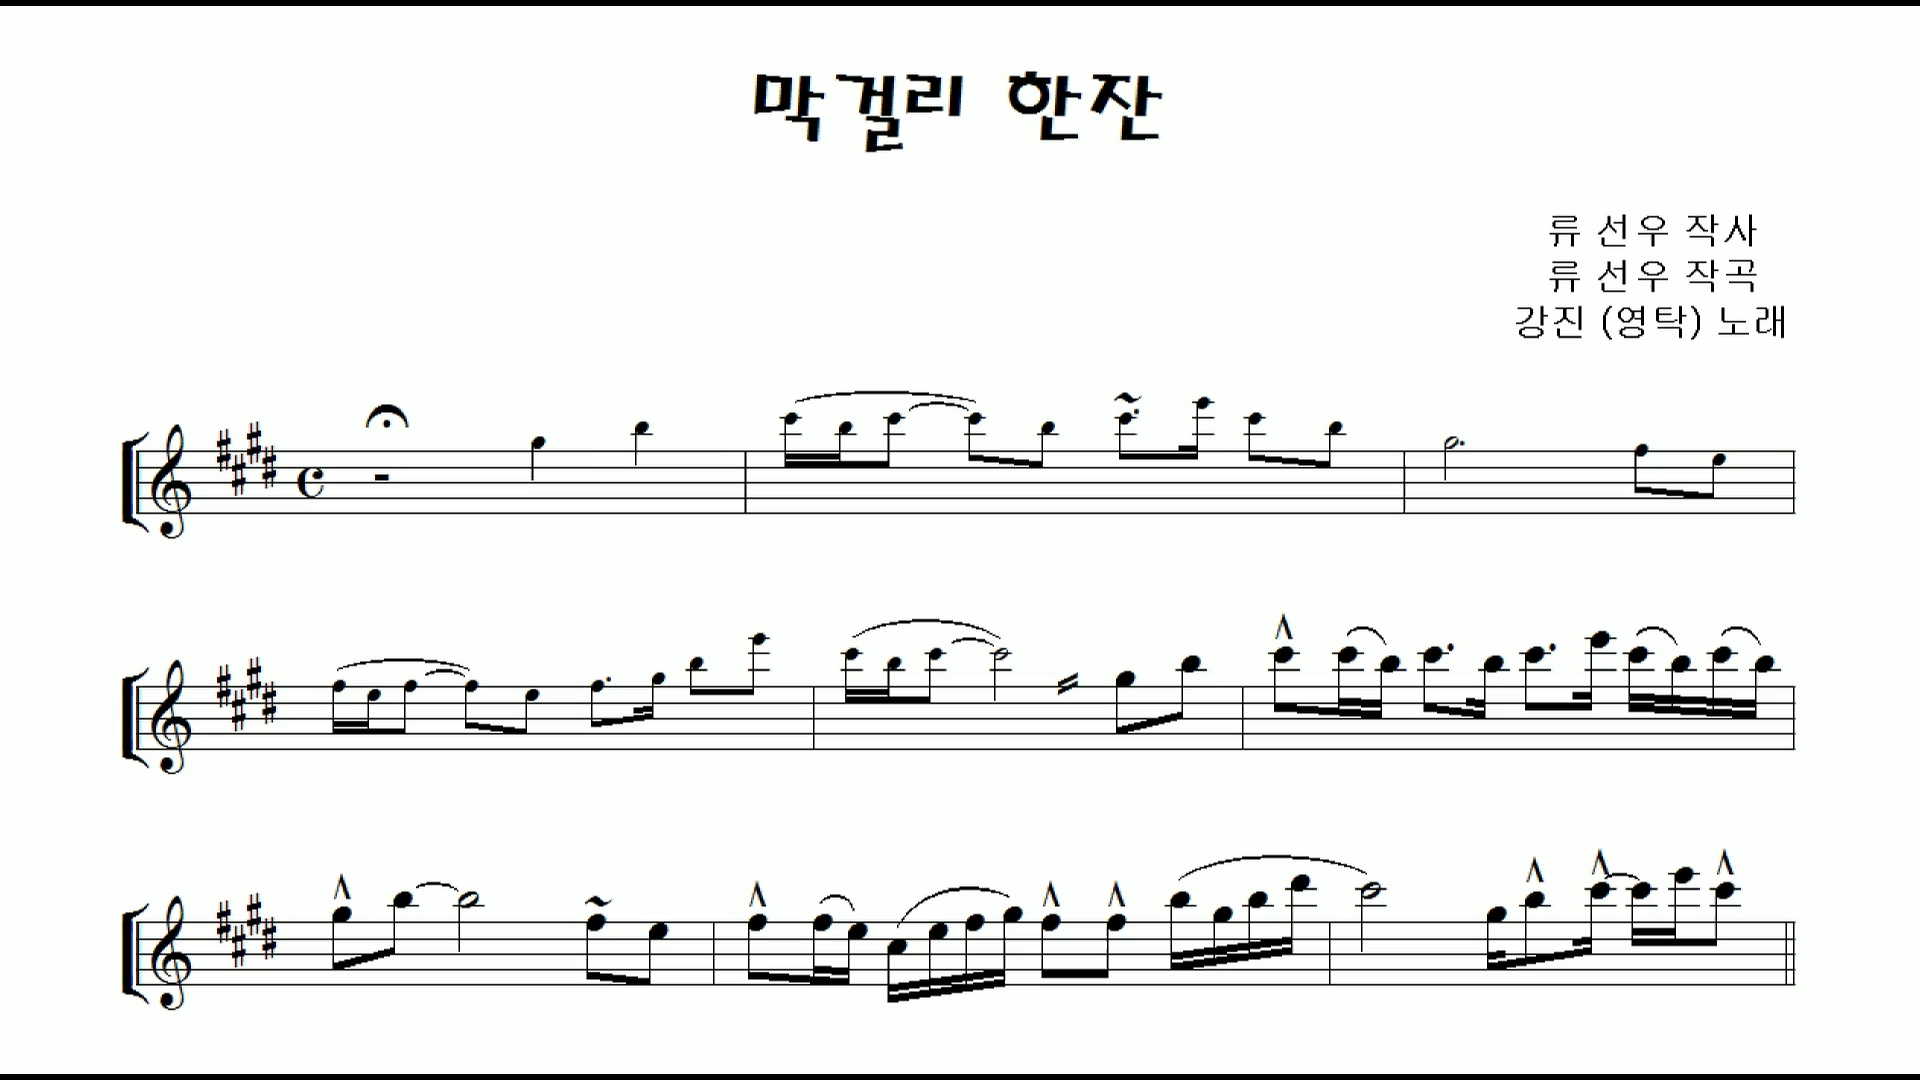 막걸리 한잔
류 선우 작사
류 선우 작곡
강진 (영탁) 노래